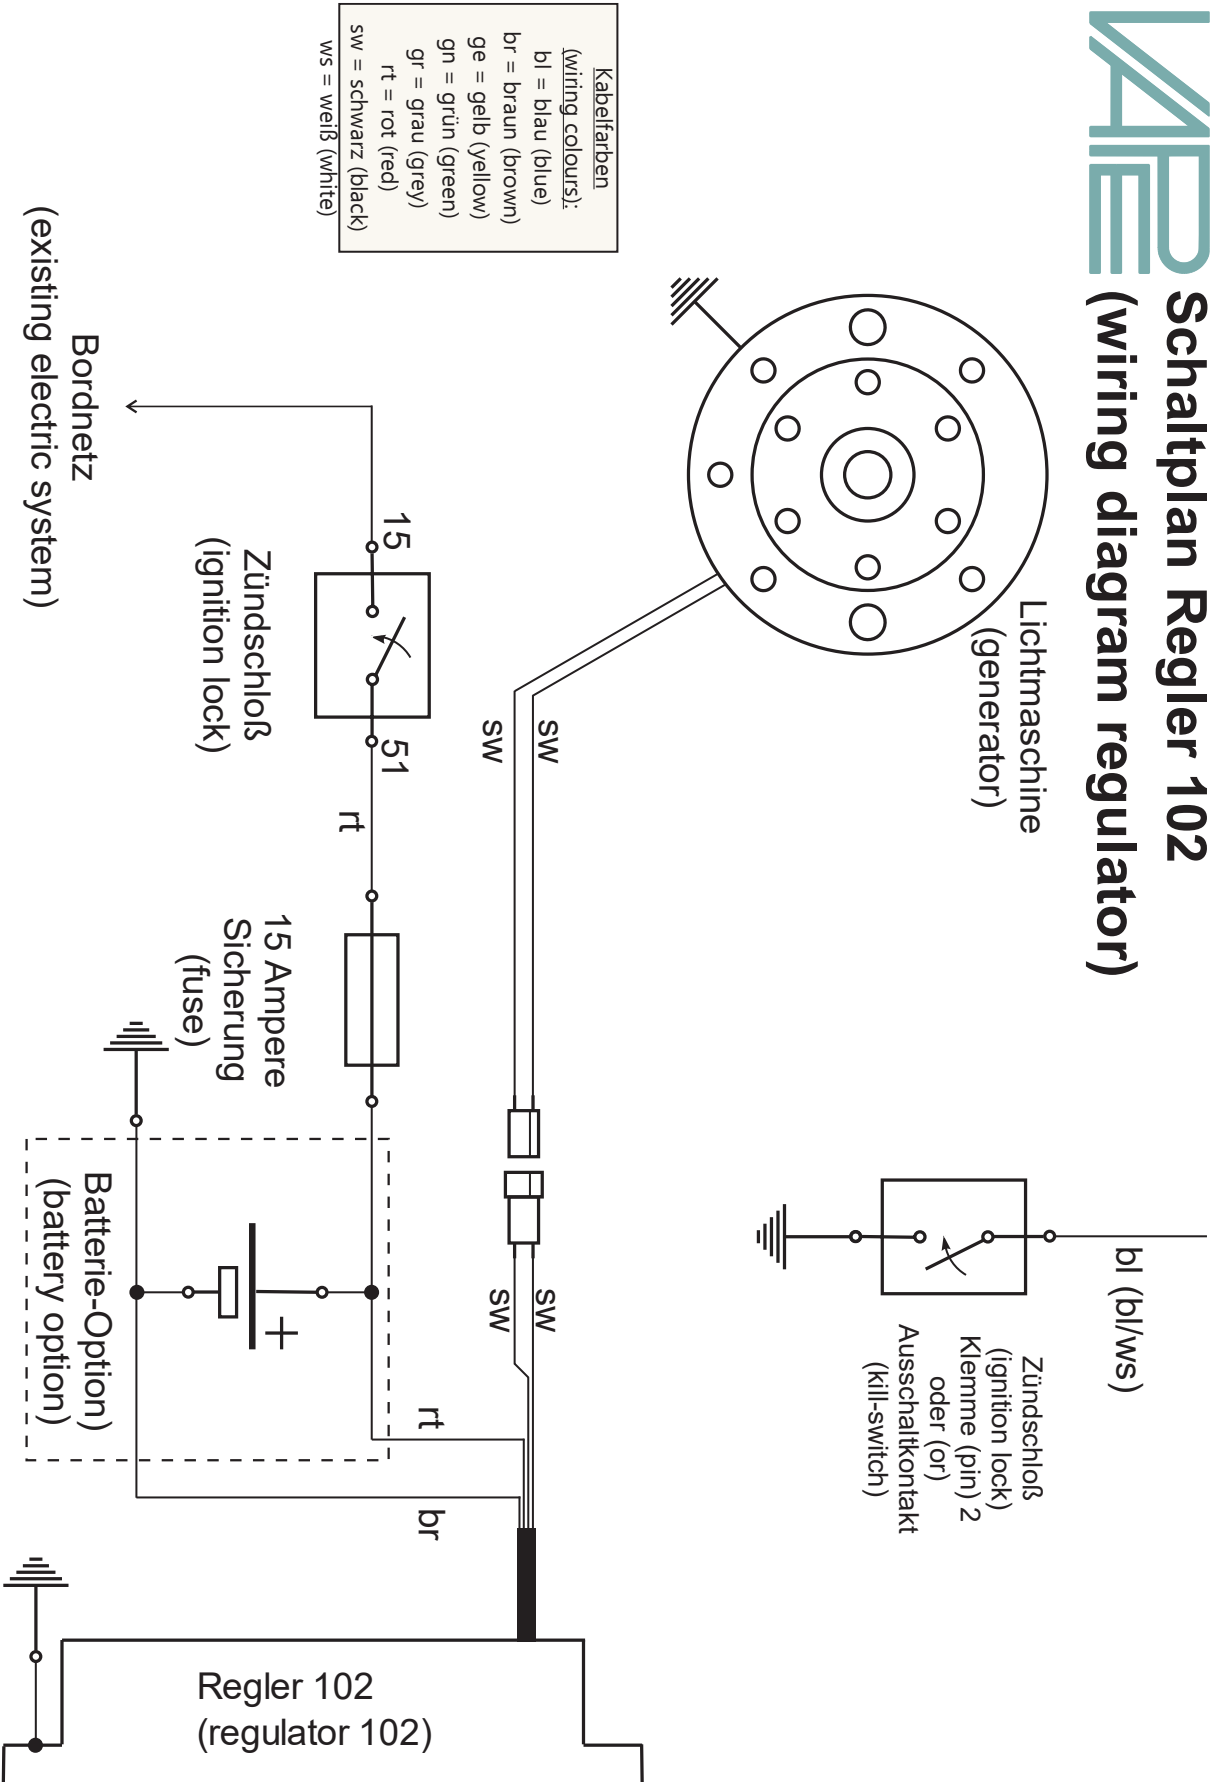 VAPE
Schaltplan Regler 102
(wiring diagram regulator)
Lichtmaschine
(generator)
Kabelfarben
(wiring colours):
bl = blau (blue)
br = braun (brown)
ge = gelb (yellow)
gn = grün (green)
gr = grau (grey)
rt = rot (red)
sw = schwarz (black)
ws = weiß (white)
bl (bl/ws)
Zündschloß
(ignition lock)
Klemme (pin) 2
oder (or)
Ausschaltkontakt
(kill-switch)
sw
sw
sw
sw
15
51
Zündschloß
(ignition lock)
rt
15 Ampere
Sicherung
(fuse)
Bordnetz
(existing electric system)
+
Batterie-Option)
(battery option)
rt
br
Regler 102
(regulator 102)